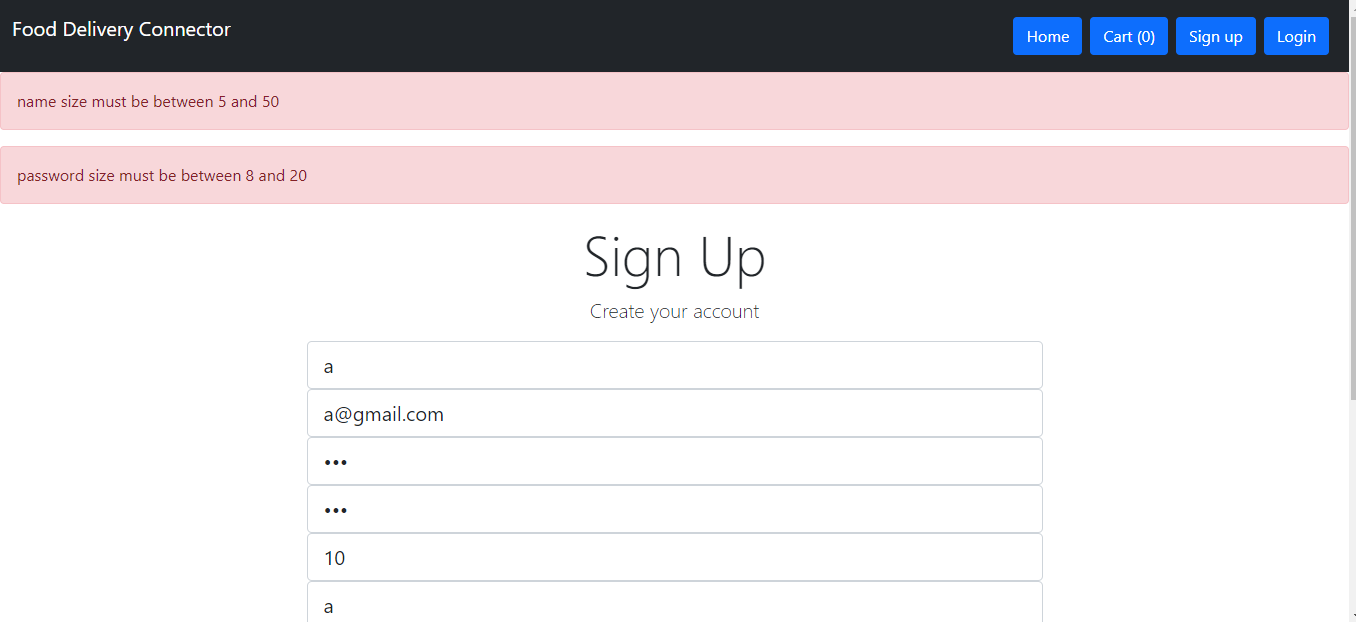 Food Delivery Connector
Home Cart (0) Sign up Login
name size must be between 5 and 50
password size must be between 8 and 20
Sign Up
Create your account
a
a@gmail.com
•••
•••
10
a